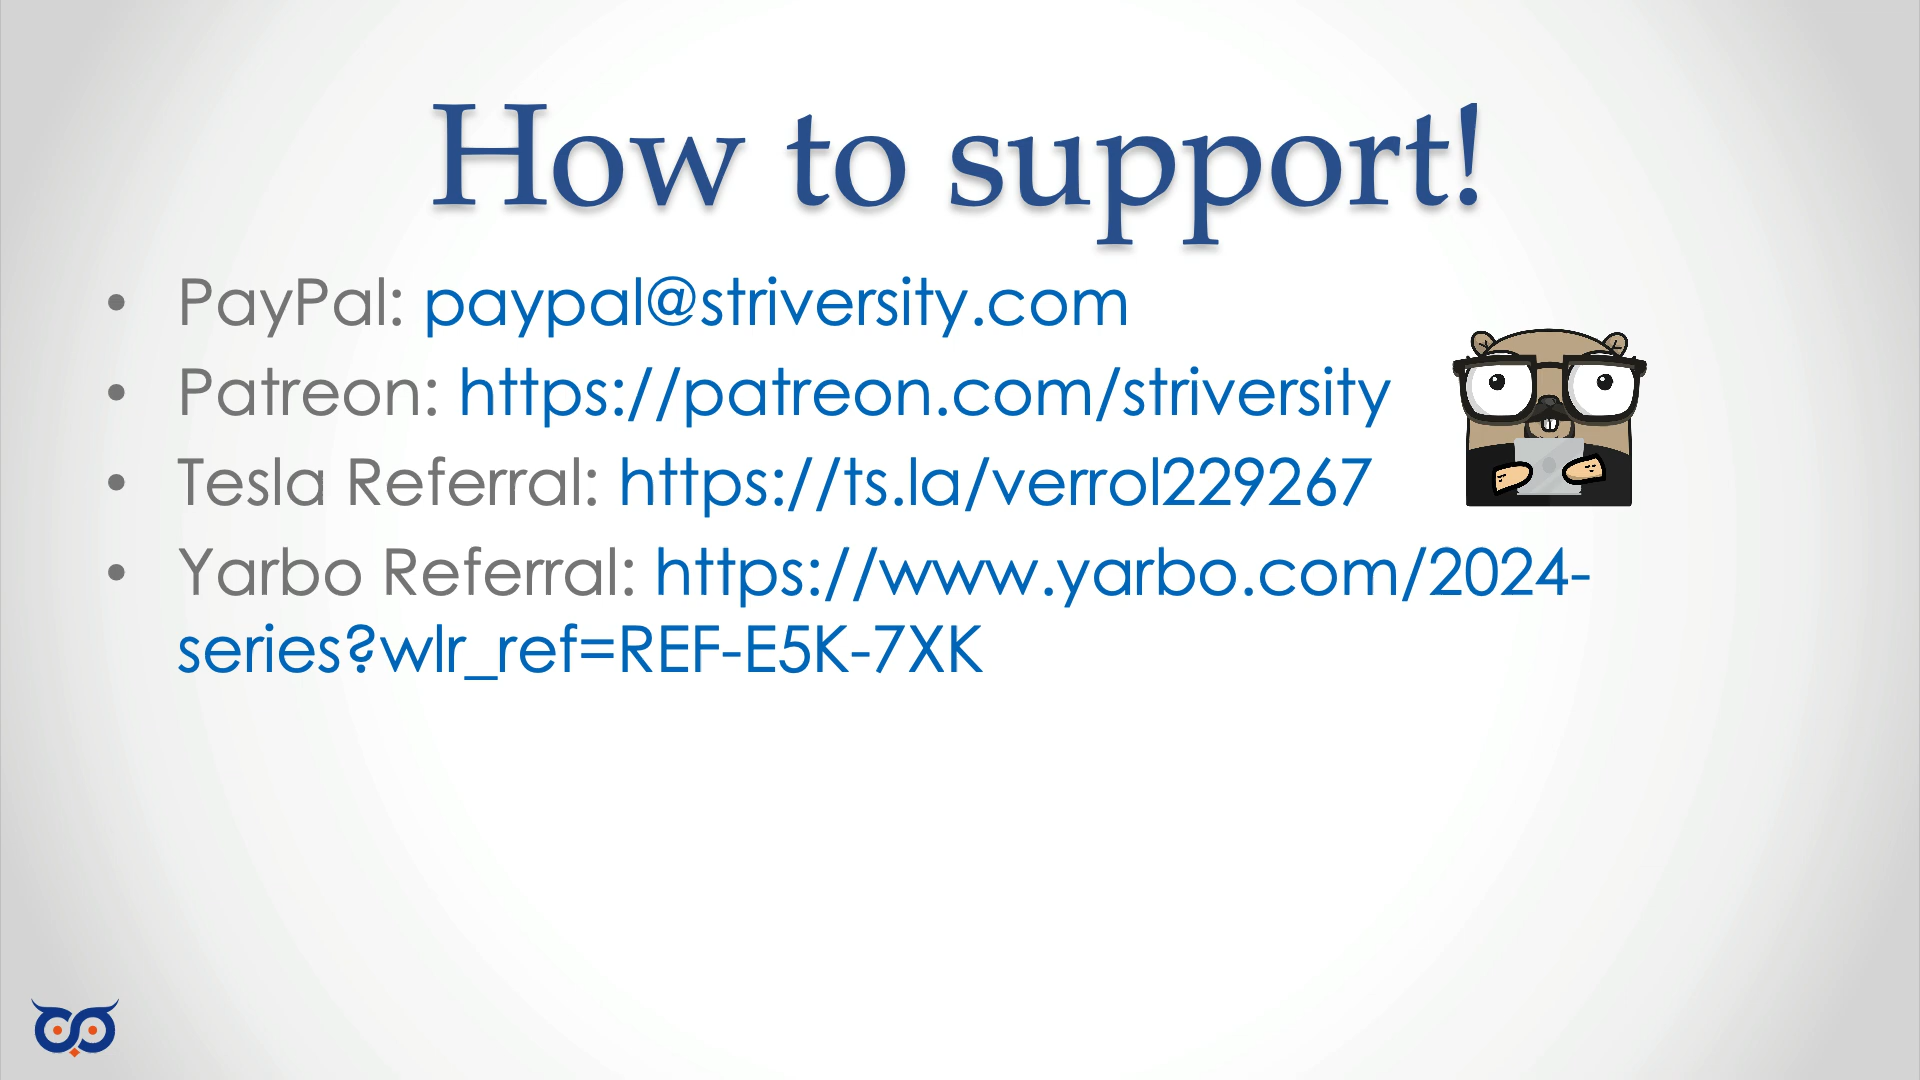 How to support!
• PayPal: paypal@striversity.com
• Patreon: https://patreon.com/striversity
• Tesla Referral: https://ts.la/verrol229267
• Yarbo Referral: https://www.yarbo.com/2024-
series?wlr_ref=REF-E5K-7XK